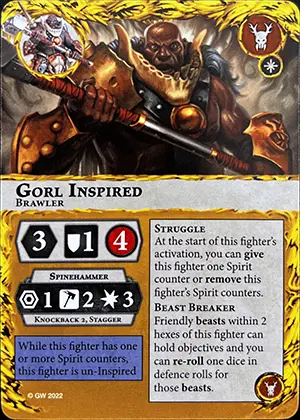 Gorl Inspired
Brawler
3 1 4
Spinehammer
1 2 3
Knockback 2, Stagger
While this fighter has one
or more Spirit counters,
this fighter is un-Inspired
© GW 2022
Struggle
At the start of this fighter's
activation, you can give
this fighter one Spirit
counter or remove this
fighter's Spirit counters.
Beast Breaker
Friendly beasts within 2
hexes of this fighter can
hold objectives and you
can re-roll one dice in
defence rolls for
those beasts.